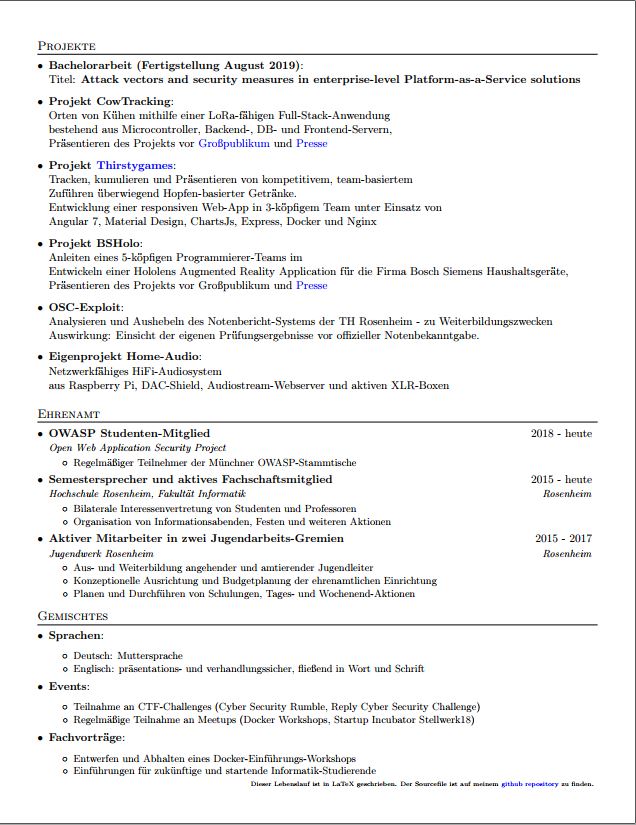 Projekte
• Bachelorarbeit (Fertigstellung August 2019):
Titel: Attack vectors and security measures in enterprise-level Platform-as-a-Service solutions
• Projekt CowTracking:
Orten von Kühen mithilfe einer LoRa-fähigen Full-Stack-Anwendung
bestehend aus Microcontroller, Backend-, DB- und Frontend-Servern,
Präsentieren des Projekts vor Großpublikum und Presse
• Projekt Thirstygames:
Tracken, kumulieren und Präsentieren von kompetitivem, team-basiertem
Zuführen überwiegend Hopfen-basierter Getränke.
Entwicklung einer responsiven Web-App in 3-köpfigem Team unter Einsatz von
Angular 7, Material Design, ChartsJs, Express, Docker und Nginx
• Projekt BSHolo:
Anleiten eines 5-köpfigen Programmierer-Teams im
Entwickeln einer Hololens Augmented Reality Application für die Firma Bosch Siemens Haushaltsgeräte,
Präsentieren des Projekts vor Großpublikum und Presse
• OSC-Exploit:
Analysieren und Aushebeln des Notenbericht-Systems der TH Rosenheim - zu Weiterbildungszwecken
Auswirkung: Einsicht der eigenen Prüfungsergebnisse vor offizieller Notenbekanntgabe.
• Eigenprojekt Home-Audio:
Netzwerkfähiges HiFi-Audiosystem
aus Raspberry Pi, DAC-Shield, Audiostream-Webserver und aktiven XLR-Boxen
Ehrenamt
• OWASP Studenten-Mitglied 2018 - heute
Open Web Application Security Project
◦ Regelmäßiger Teilnehmer der Münchner OWASP-Stammtische
• Semestersprecher und aktives Fachschaftsmitglied 2015 - heute
Hochschule Rosenheim, Fakultät Informatik Rosenheim
◦ Bilaterale Interessenvertretung von Studenten und Professoren
◦ Organisation von Informationsabenden, Festen und weiteren Aktionen
• Aktiver Mitarbeiter in zwei Jugendarbeits-Gremien 2015 - 2017
Jugendwerk Rosenheim Rosenheim
◦ Aus- und Weiterbildung angehender und amtierender Jugendleiter
◦ Konzeptionelle Ausrichtung und Budgetplanung der ehrenamtlichen Einrichtung
◦ Planen und Durchführen von Schulungen, Tages- und Wochenend-Aktionen
Gemischtes
• Sprachen:
◦ Deutsch: Muttersprache
◦ Englisch: präsentations- und verhandlungssicher, fließend in Wort und Schrift
• Events:
◦ Teilnahme an CTF-Challenges (Cyber Security Rumble, Reply Cyber Security Challenge)
◦ Regelmäßige Teilnahme an Meetups (Docker Workshops, Startup Incubator Stellwerk18)
• Fachvorträge:
◦ Entwerfen und Abhalten eines Docker-Einführungs-Workshops
◦ Einführungen für zukünftige und startende Informatik-Studierende
Dieser Lebenslauf ist in LaTeX geschrieben. Der Sourcefile ist auf meinem github repository zu finden.